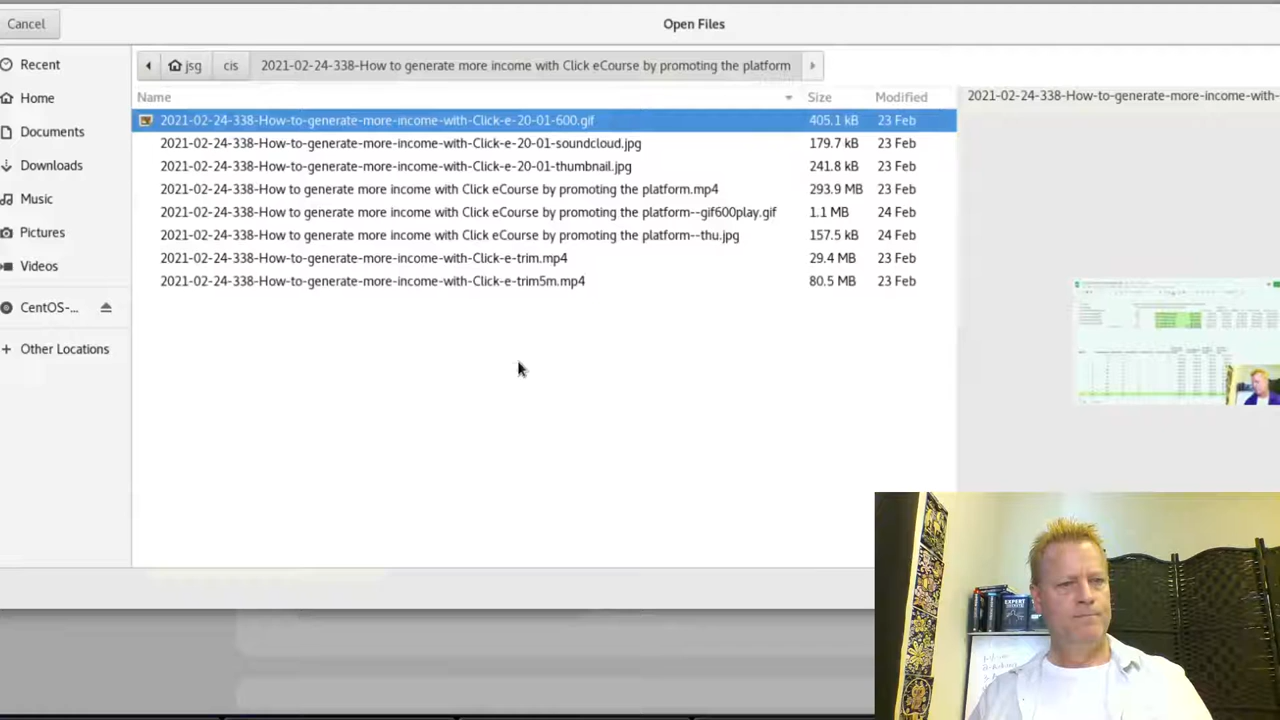 Cancel
Open Files
Recent
Home
Documents
Downloads
Music
Pictures
Videos
CentOS-...
Other Locations
jsg cis 2021-02-24-338-How to generate more income with Click eCourse by promoting the platform
Name Size Modified
2021-02-24-338-How-to-generate-more-income-with-Click-e-20-01-600.gif 405.1 kB 23 Feb
2021-02-24-338-How-to-generate-more-income-with-Click-e-20-01-soundcloud.jpg 179.7 kB 23 Feb
2021-02-24-338-How-to-generate-more-income-with-Click-e-20-01-thumbnail.jpg 241.8 kB 23 Feb
2021-02-24-338-How to generate more income with Click eCourse by promoting the platform.mp4 293.9 MB 23 Feb
2021-02-24-338-How to generate more income with Click eCourse by promoting the platform--gif600play.gif 1.1 MB 24 Feb
2021-02-24-338-How to generate more income with Click eCourse by promoting the platform--thu.jpg 157.5 kB 24 Feb
2021-02-24-338-How-to-generate-more-income-with-Click-e-trim.mp4 29.4 MB 23 Feb
2021-02-24-338-How-to-generate-more-income-with-Click-e-trim5m.mp4 80.5 MB 23 Feb
2021-02-24-338-How-to-generate-more-income-with-
EXPERT